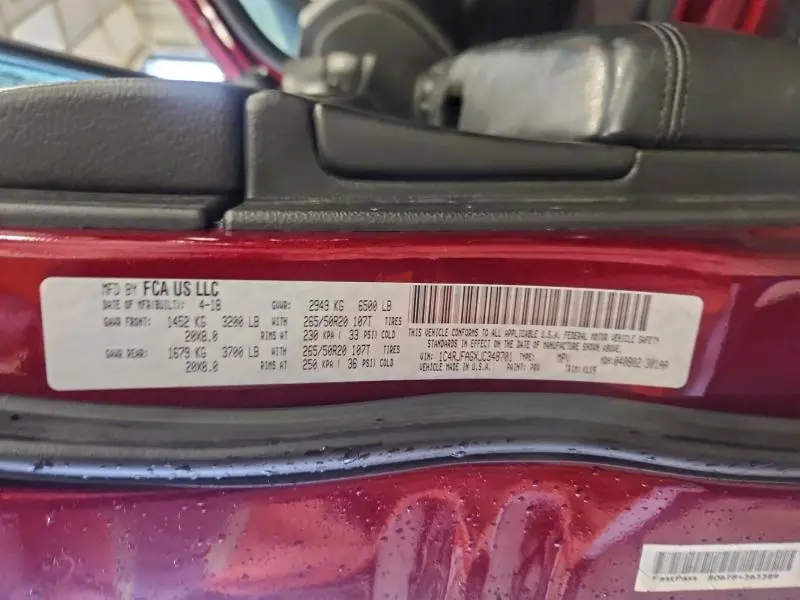 MFD BY FCA US LLC
DATE OF MFR(BUILT): 4-18 GVWR: 2949 KG 6500 LB
GAWR FRONT: 1452 KG 3200 LB WITH 265/50R20 107T TIRES
20X8.0 RIMS AT 230 KPA ( 33 PSI) COLD
GAWR REAR: 1679 KG 3700 LB WITH 265/50R20 107T TIRES
20X8.0 RIMS AT 250 KPA ( 36 PSI) COLD
THIS VEHICLE CONFORMS TO ALL APPLICABLE U.S.A. FEDERAL MOTOR VEHICLE SAFETY
STANDARDS IN EFFECT ON THE DATE OF MANUFACTURE SHOWN ABOVE.
VIN: 1C4RJFAGXJC348701 TYPE: MPV
VEHICLE MADE IN U.S.A. PAINT: TRIM:
FastPass